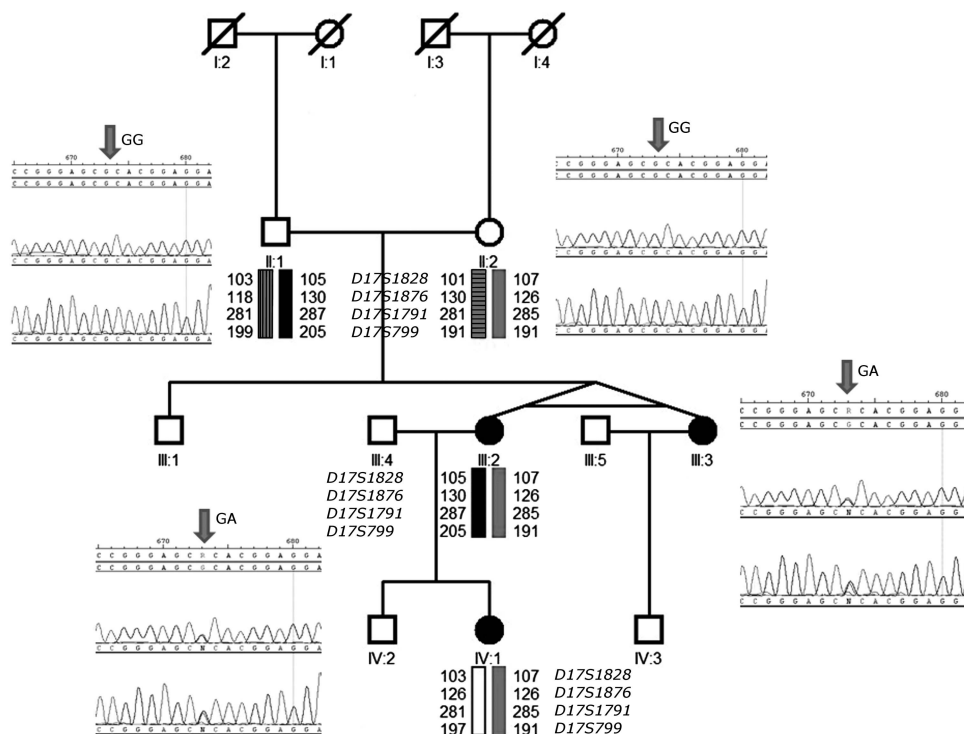 I:2 I:1 I:3 I:4
GG
670 680
C C G G G A G C G C A C G G A G G A
C C G G G A G C G C A C G G A G G A
C C G G G A G C G C A C G G A G G A
C C G G G A G C G C A C G G A G G A
GG
670 680
C C G G G A G C G C A C G G A G G A
C C G G G A G C G C A C G G A G G A
C C G G G A G C G C A C G G A G G A
C C G G G A G C G C A C G G A G G A
II:1 II:2
103 105 D17S1828 101 107
118 130 D17S1876 130 126
281 287 D17S1791 281 285
199 205 D17S799 191 191
GA
670 680
C C G G G A G C R C A C G G A G G
C C G G G A G C G C A C G G A G G
C C G G G A G C N C A C G G A G G
C C G G G A G C N C A C G G A G G
III:1 III:4 III:2 III:5 III:3
D17S1828 105 107
D17S1876 130 126
D17S1791 287 285
D17S799 205 191
GA
670 680
C C G G G A G C R C A C G G A G G A
C C G G G A G C G C A C G G A G G A
C C G G G A G C N C A C G G A G G A
C C G G G A G C N C A C G G A G G A
IV:2 IV:1 IV:3
103 107 D17S1828
126 126 D17S1876
281 285 D17S1791
197 191 D17S799